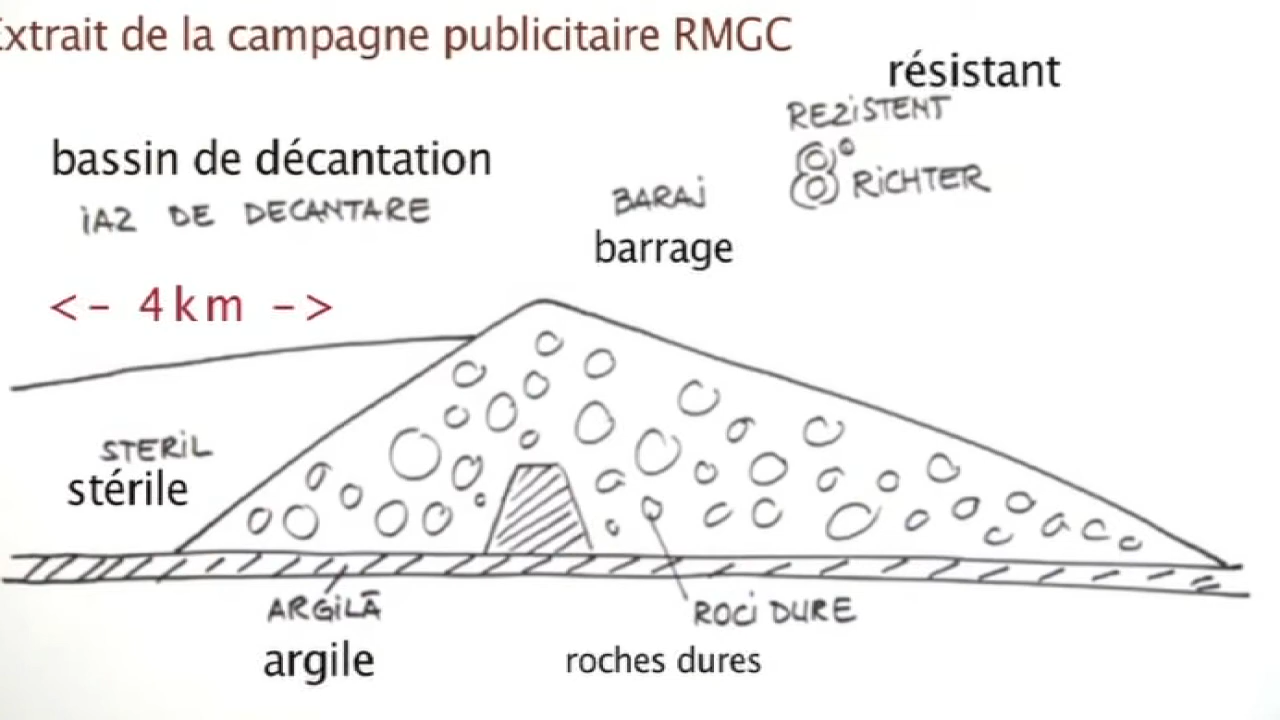 Extrait de la campagne publicitaire RMGC
résistant
REZiSTENT
8° RiCHTER
bassin de décantation
iAZ DE DECANTARE
BARAJ
barrage
<- 4km ->
STERiL
stérile
ARGiLĂ
argile
ROCi DURE
roches dures